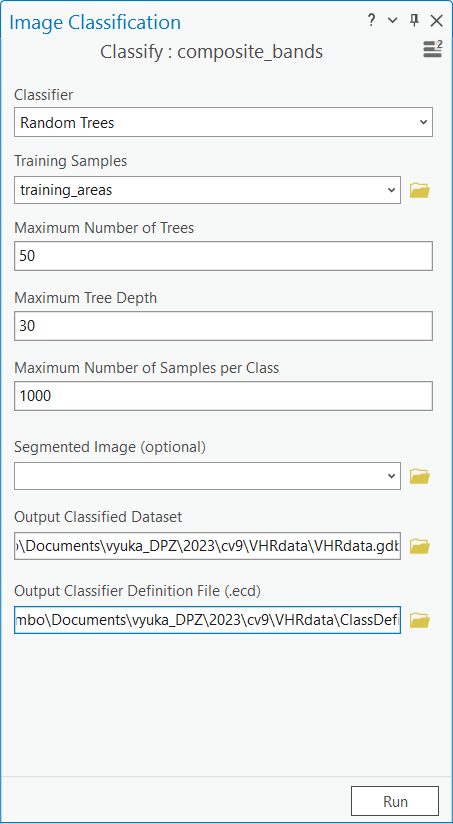 Image Classification ?
Classify : composite_bands 2
Classifier
Random Trees
Training Samples
training_areas
Maximum Number of Trees
50
Maximum Tree Depth
30
Maximum Number of Samples per Class
1000
Segmented Image (optional)
Output Classified Dataset
\Documents\vyuka_DPZ\2023\cv9\VHRdata\VHRdata.gdb
Output Classifier Definition File (.ecd)
mbo\Documents\vyuka_DPZ\2023\cv9\VHRdata\ClassDefi
Run